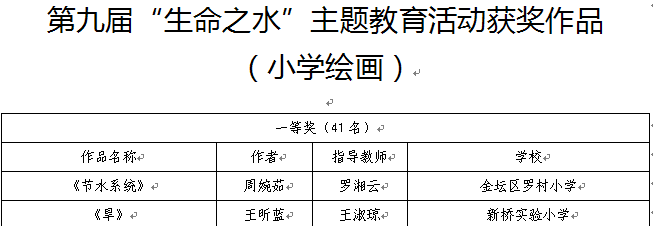 第九届“生命之水”主题教育活动获奖作品
（小学绘画）
一等奖（41名）
作品名称 作者 指导教师 学校
《节水系统》 周婉茹 罗湘云 金坛区罗村小学
《旱》 王昕蓝 王淑琼 新桥实验小学